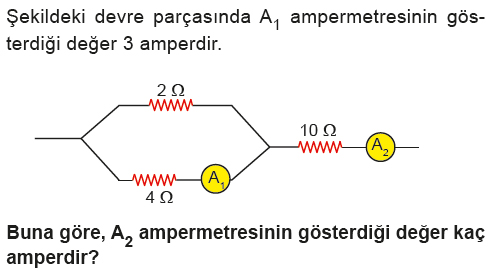 Şekildeki devre parçasında A₁ ampermetresinin gös-
terdiği değer 3 amperdir.
2 Ω
10 Ω
A₂
A₁
4 Ω
Buna göre, A₂ ampermetresinin gösterdiği değer kaç
amperdir?